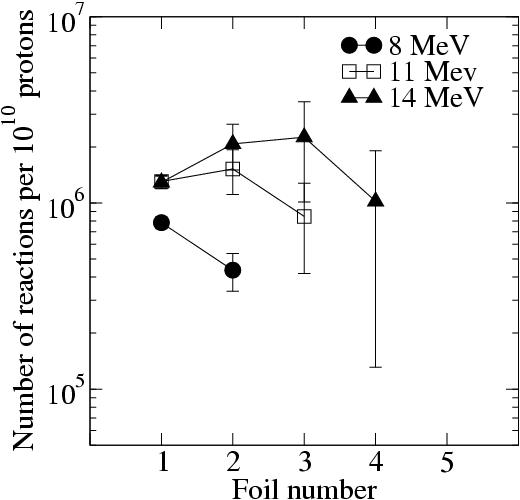 10^7
8 MeV
11 Mev
14 MeV
Number of reactions per 10^10 protons
10^6
10^5
1 2 3 4 5
Foil number